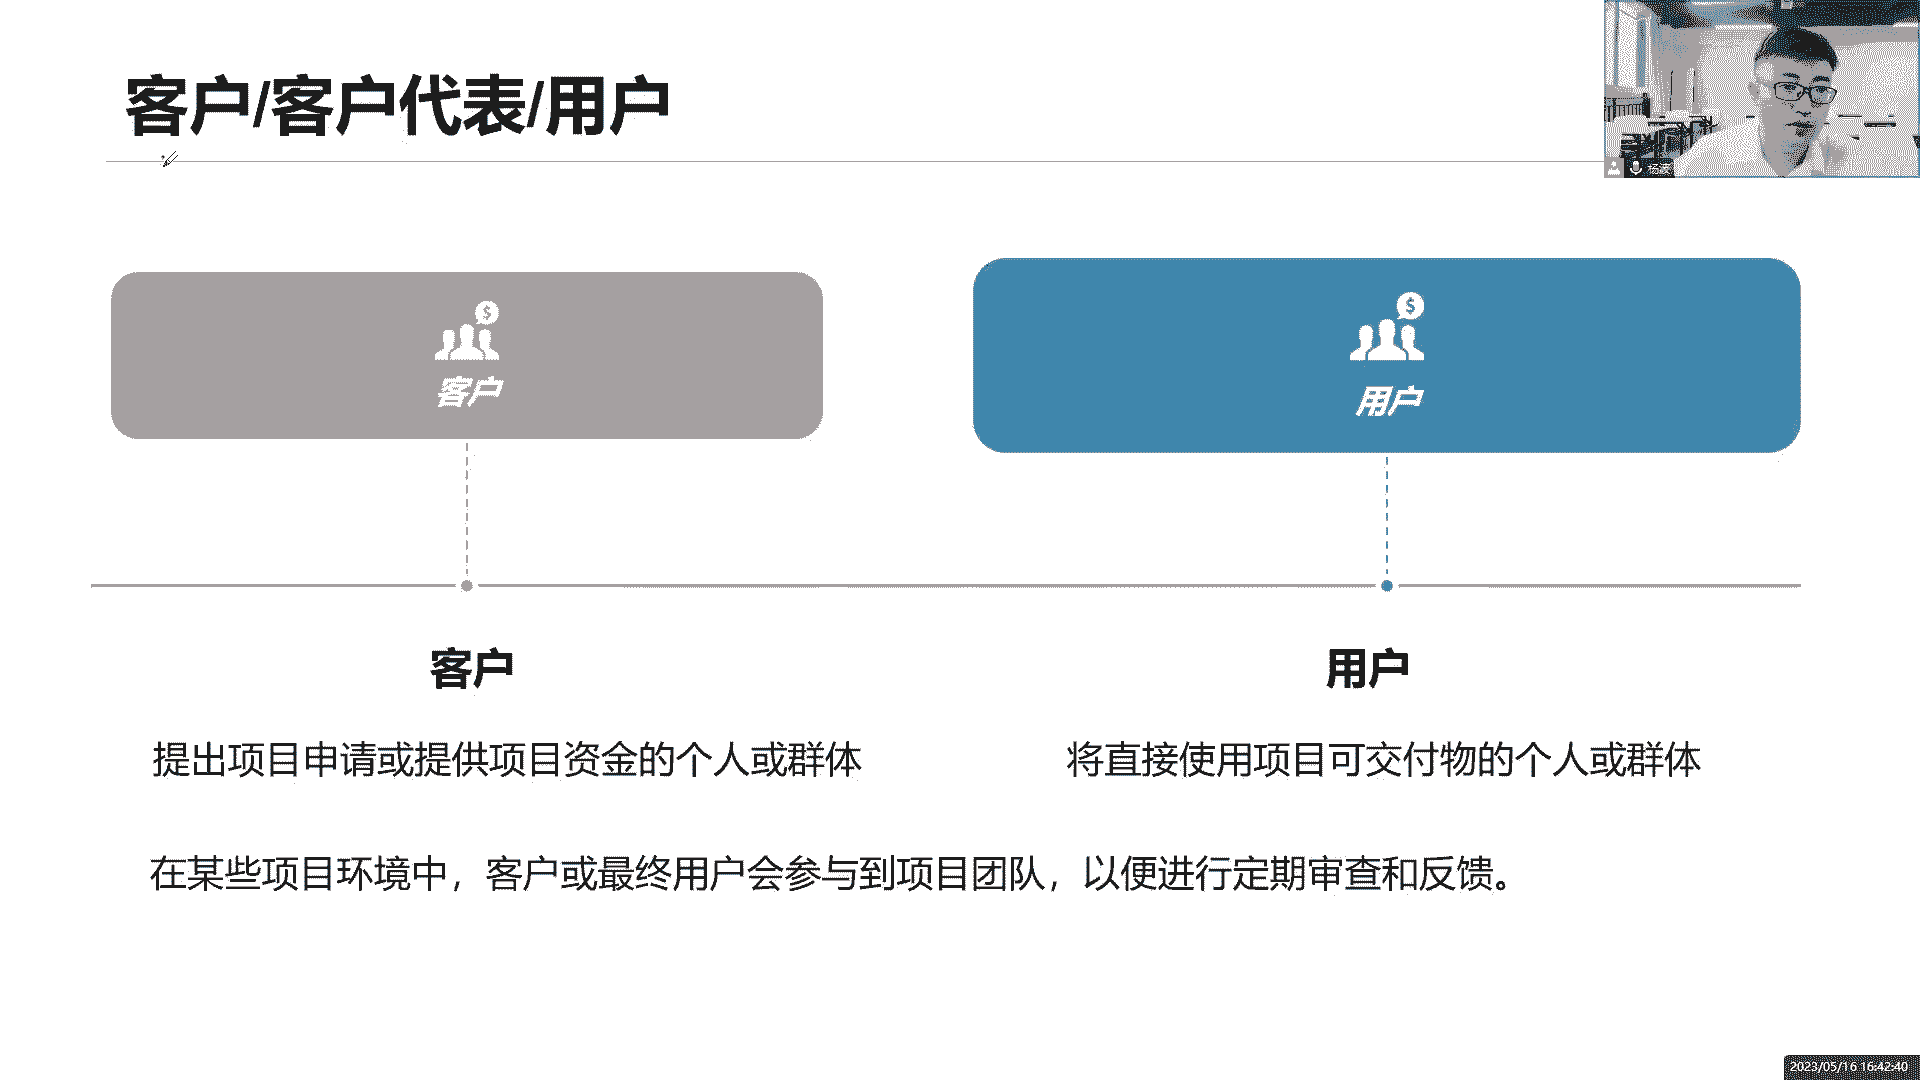 客户/客户代表/用户
$
客户
$
用户
客户
用户
提出项目申请或提供项目资金的个人或群体
将直接使用项目可交付物的个人或群体
在某些项目环境中，客户或最终用户会参与到项目团队，以便进行定期审查和反馈。
2023/05/16 16:42:40